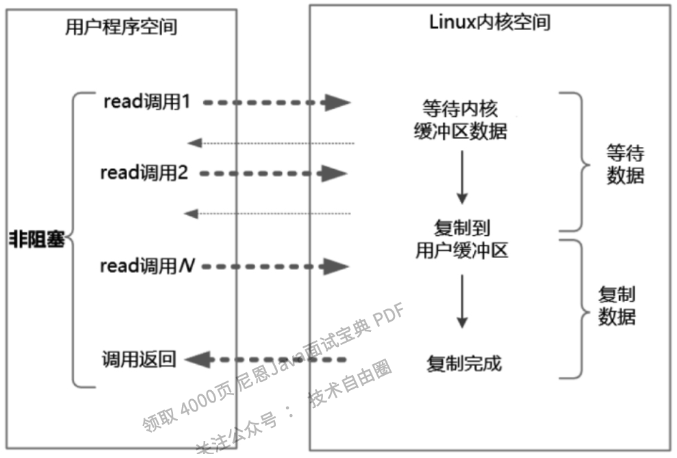 用户程序空间
Linux内核空间
read调用1
等待内核
缓冲区数据
等待
数据
read调用2
非阻塞
复制到
用户缓冲区
read调用N
复制
数据
调用返回
复制完成
领取 4000页 尼恩Java面试宝典 PDF
关注公众号 ： 技术自由圈